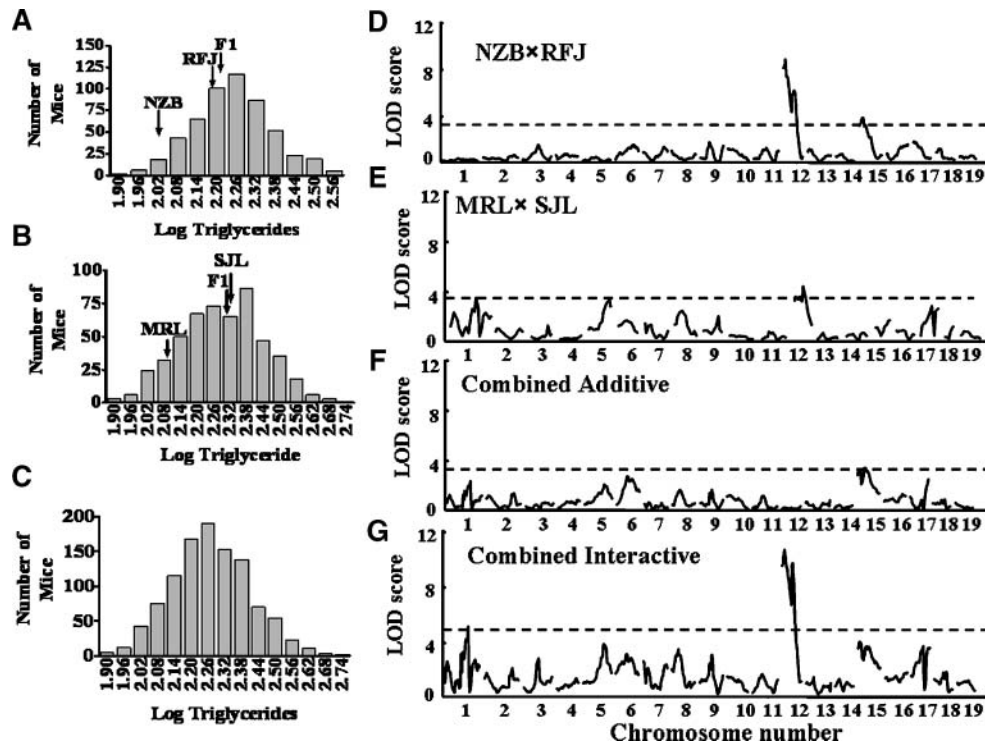 A
Number of Mice
150
125
100
75
50
25
0
NZB
RFJ
F1
1.90 1.96 2.02 2.08 2.14 2.20 2.26 2.32 2.38 2.44 2.50 2.56
Log Triglycerides
B
Number of Mice
100
75
50
25
0
MRL
F1
SJL
1.90 1.96 2.02 2.08 2.14 2.20 2.26 2.32 2.38 2.44 2.50 2.56 2.62 2.68 2.74
Log Triglyceride
C
Number of Mice
200
150
100
50
0
1.90 1.96 2.02 2.08 2.14 2.20 2.26 2.32 2.38 2.44 2.50 2.56 2.62 2.68 2.74
Log Triglycerides
D
NZB×RFJ
LOD score
12
8
4
0
1 2 3 4 5 6 7 8 9 10 11 12 13 14 15 16 17 18 19
E
MRL× SJL
LOD score
12
8
4
0
1 2 3 4 5 6 7 8 9 10 11 12 13 14 15 16 17 18 19
F
Combined Additive
LOD score
12
8
4
0
1 2 3 4 5 6 7 8 9 10 11 12 13 14 15 16 17 18 19
G
Combined Interactive
LOD score
12
8
4
0
1 2 3 4 5 6 7 8 9 10 11 12 13 14 15 16 17 18 19
Chromosome number